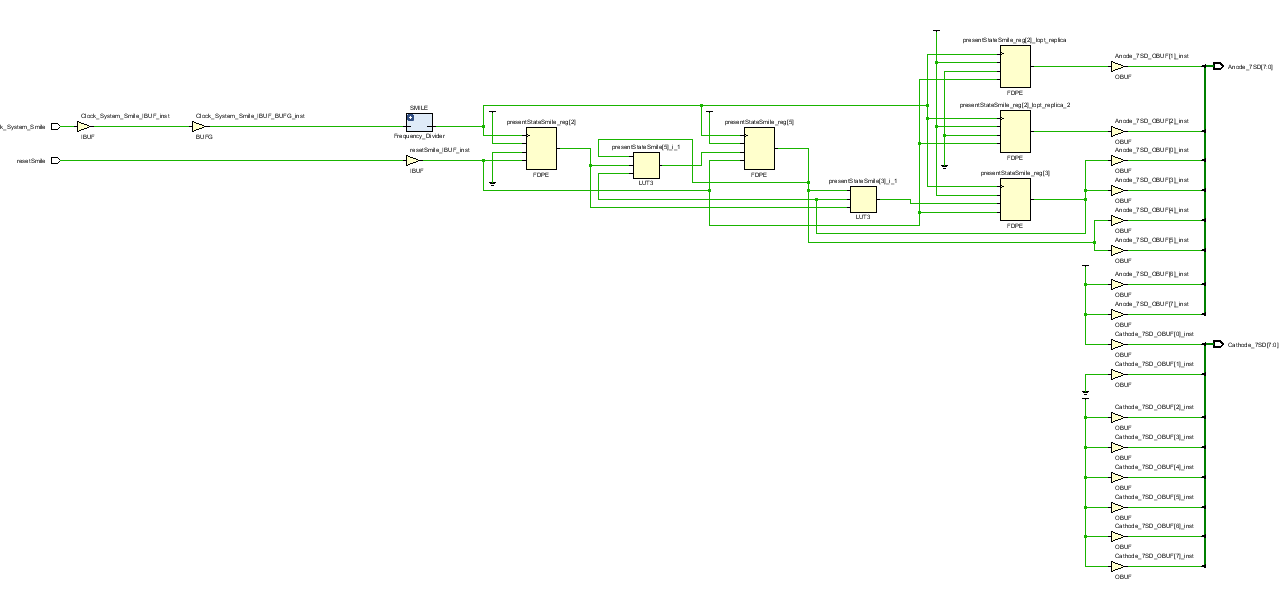 k_System_Smile
Clock_System_Smile_IBUF_inst
IBUF
Clock_System_Smile_IBUF_BUFG_inst
BUFG
resetSmile
SMILE
Frequency_Divider
resetSmile_IBUF_inst
IBUF
presentStateSmile_reg[2]
FDPE
presentStateSmile[5]_i_1
LUT3
presentStateSmile_reg[5]
FDPE
presentStateSmile[3]_i_1
LUT3
presentStateSmile_reg[2]_lopt_replica
FDPE
presentStateSmile_reg[2]_lopt_replica_2
FDPE
presentStateSmile_reg[3]
FDPE
Anode_7SD_OBUF[1]_inst
OBUF
Anode_7SD[7:0]
Anode_7SD_OBUF[2]_inst
OBUF
Anode_7SD_OBUF[0]_inst
OBUF
Anode_7SD_OBUF[3]_inst
OBUF
Anode_7SD_OBUF[4]_inst
OBUF
Anode_7SD_OBUF[5]_inst
OBUF
Anode_7SD_OBUF[6]_inst
OBUF
Anode_7SD_OBUF[7]_inst
OBUF
Cathode_7SD_OBUF[0]_inst
OBUF
Cathode_7SD[7:0]
Cathode_7SD_OBUF[1]_inst
OBUF
Cathode_7SD_OBUF[2]_inst
OBUF
Cathode_7SD_OBUF[3]_inst
OBUF
Cathode_7SD_OBUF[4]_inst
OBUF
Cathode_7SD_OBUF[5]_inst
OBUF
Cathode_7SD_OBUF[6]_inst
OBUF
Cathode_7SD_OBUF[7]_inst
OBUF